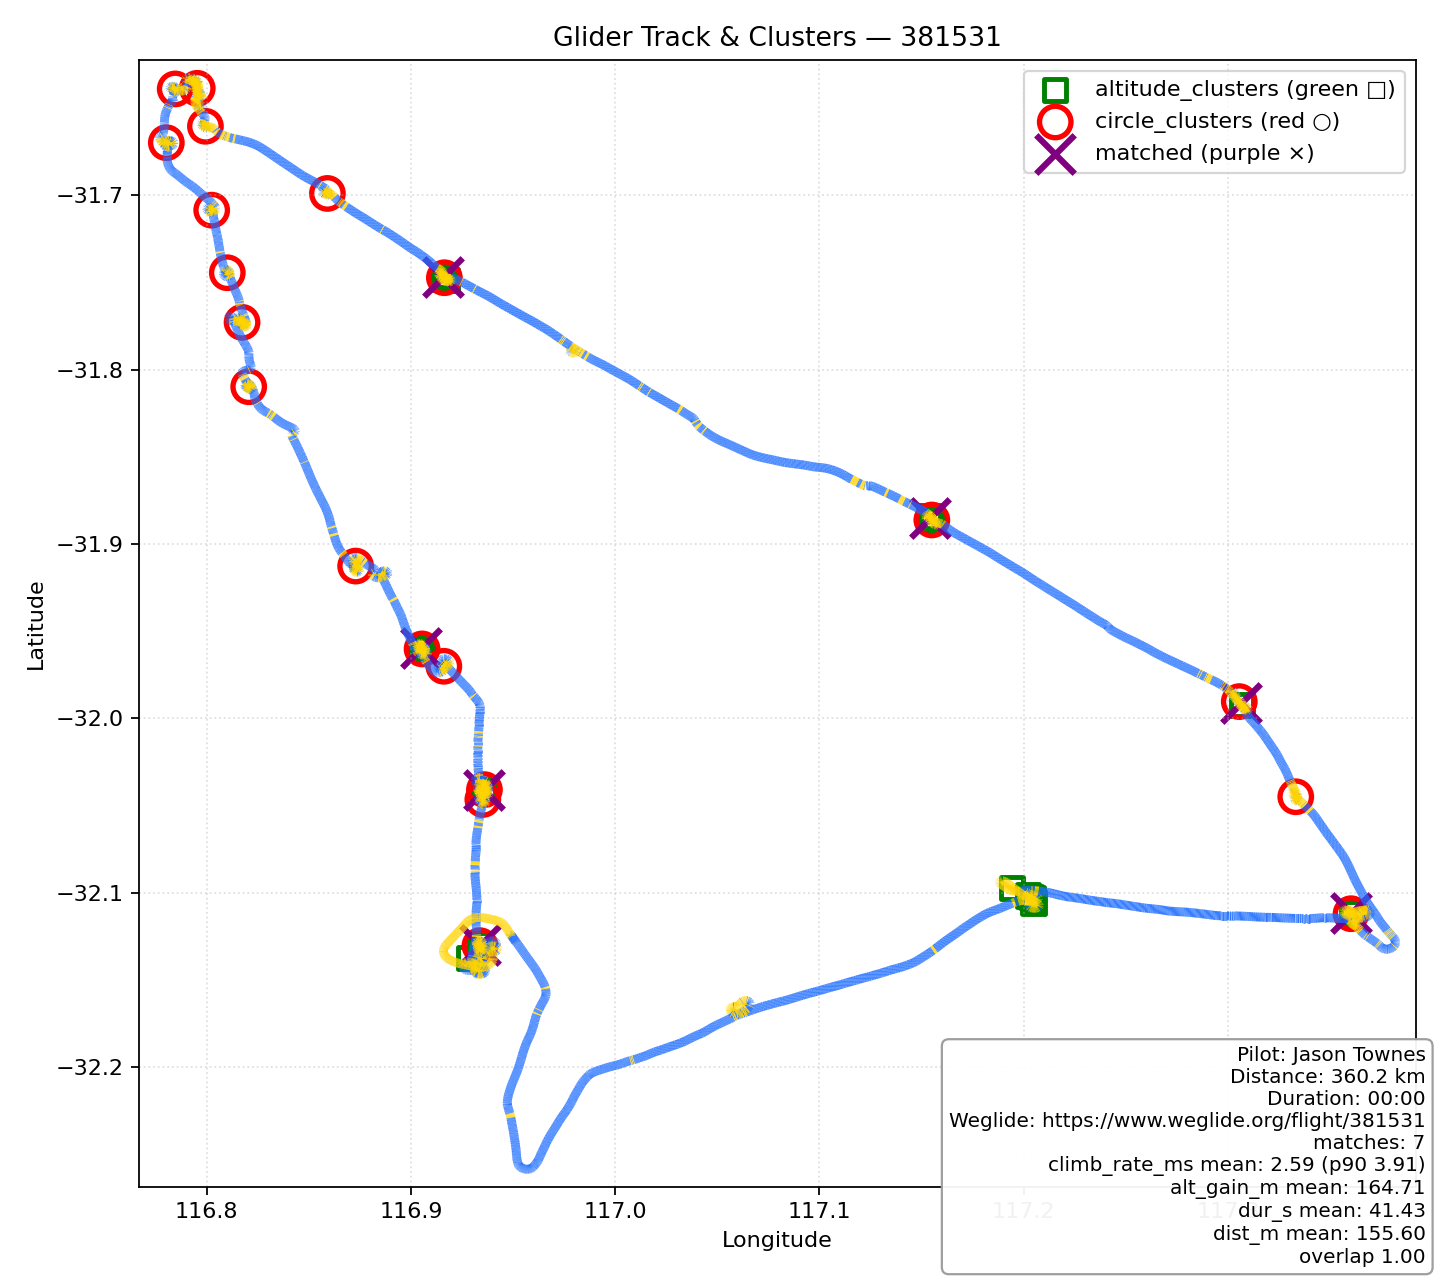 Glider Track & Clusters — 381531
altitude_clusters (green □)
circle_clusters (red ○)
matched (purple ×)
−31.7
−31.8
−31.9
−32.0
−32.1
−32.2
Latitude
116.8
116.9
117.0
117.1
117.2
Longitude
Pilot: Jason Townes
Distance: 360.2 km
Duration: 00:00
Weglide: https://www.weglide.org/flight/381531
matches: 7
climb_rate_ms mean: 2.59 (p90 3.91)
alt_gain_m mean: 164.71
dur_s mean: 41.43
dist_m mean: 155.60
overlap 1.00